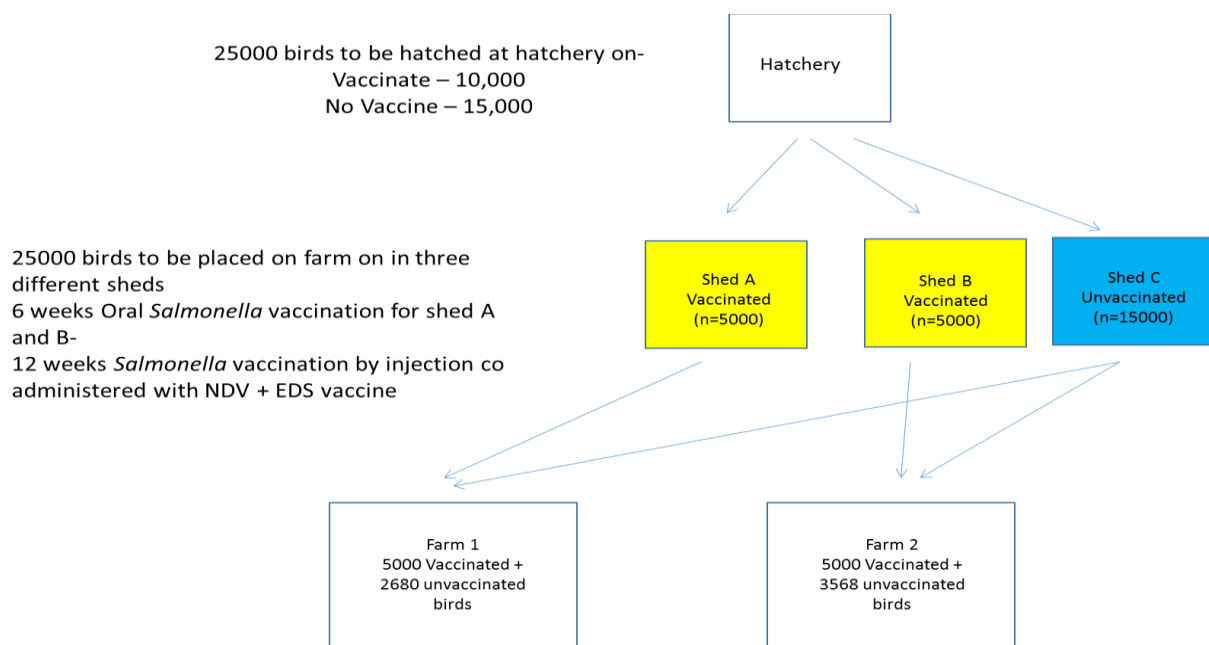 25000 birds to be hatched at hatchery on-
Vaccinate – 10,000
No Vaccine – 15,000
Hatchery
25000 birds to be placed on farm on in three
different sheds
6 weeks Oral Salmonella vaccination for shed A
and B-
12 weeks Salmonella vaccination by injection co
administered with NDV + EDS vaccine
Shed A
Vaccinated
(n=5000)
Shed B
Vaccinated
(n=5000)
Shed C
Unvaccinated
(n=15000)
Farm 1
5000 Vaccinated +
2680 unvaccinated
birds
Farm 2
5000 Vaccinated +
3568 unvaccinated
birds